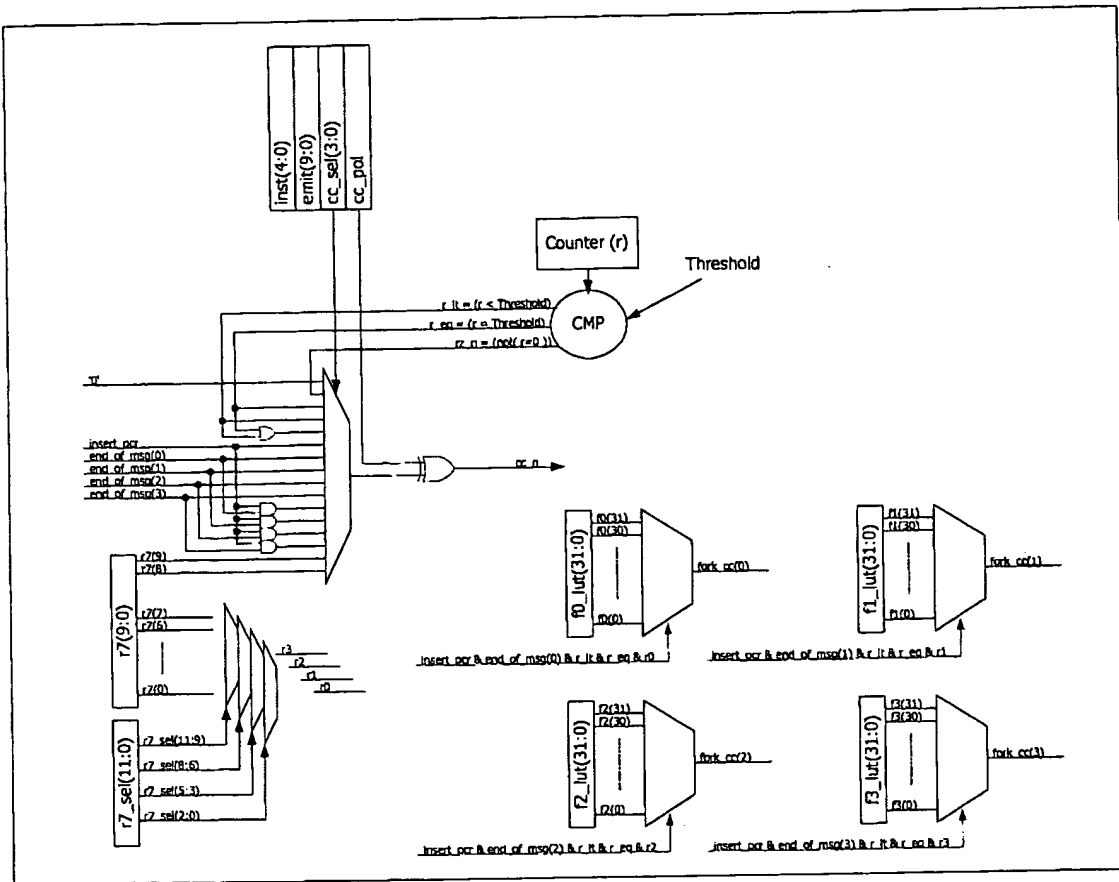 inst(4:0)
emit(9:0)
cc_sel(3:0)
cc_pol
Counter (r)
Threshold
CMP
r_lt = (r < Threshold)
r_eq = (r = Threshold)
rz_n = (not( r=0 ))
insert_pcr
end_of_msg(0)
end_of_msg(1)
end_of_msg(2)
end_of_msg(3)
cc_n
r7(9:0)
r7(9)
r7(8)
r7(7)
r7(6)
r7(0)
r3
r2
r1
r0
r7_sel(11:0)
r7_sel(11:9)
r7_sel(8:6)
r7_sel(5:3)
r7_sel(2:0)
f0_lut(31:0)
f0(31)
f0(30)
f0(0)
fork_cc(0)
insert_pcr & end_of_msg(0) & r_lt & r_eq & r0
f1_lut(31:0)
f1(31)
f1(30)
f1(0)
fork_cc(1)
insert_pcr & end_of_msg(1) & r_lt & r_eq & r1
f2_lut(31:0)
f2(31)
f2(30)
f2(0)
fork_cc(2)
insert_pcr & end_of_msg(2) & r_lt & r_eq & r2
f3_lut(31:0)
f3(31)
f3(30)
f3(0)
fork_cc(3)
insert_pcr & end_of_msg(3) & r_lt & r_eq & r3